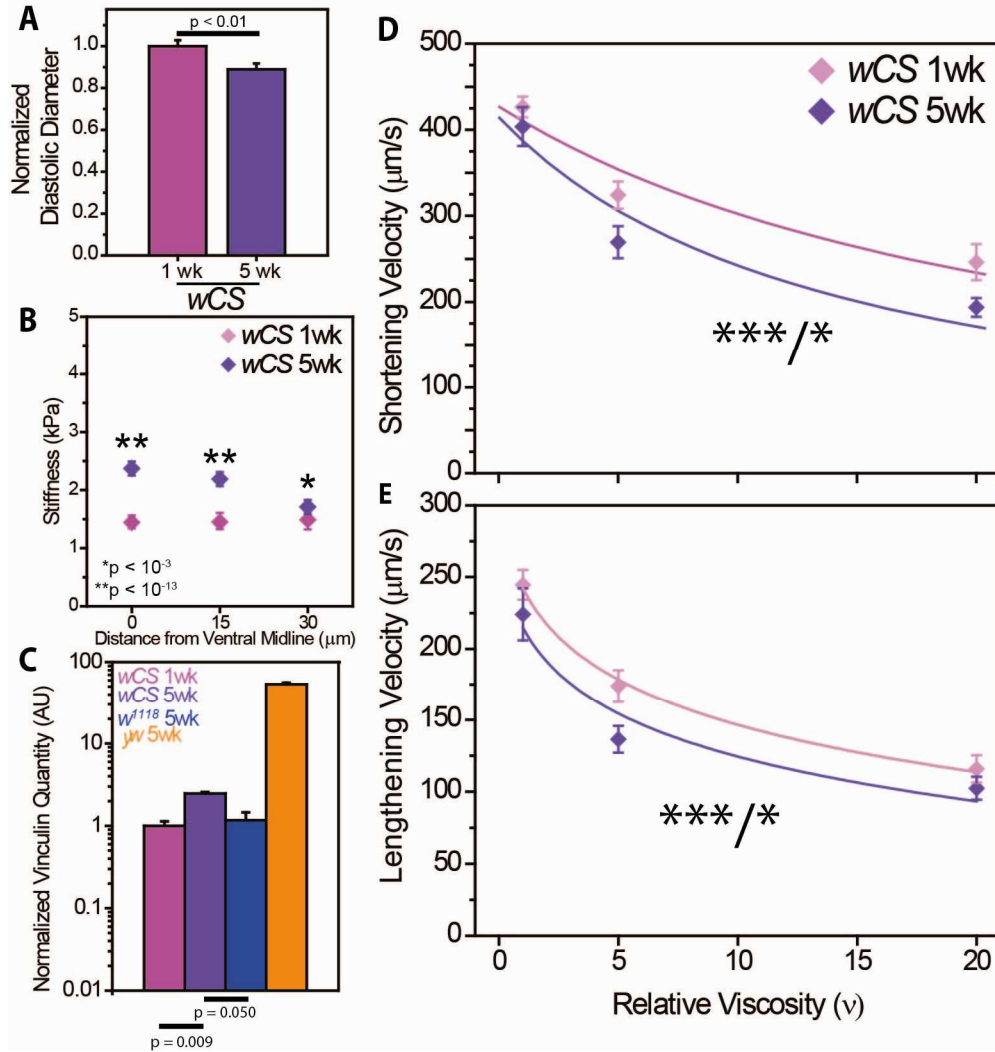 A
p < 0.01
Normalized
Diastolic Diameter
1.0
0.8
0.6
0.4
0.2
0.0
1 wk
5 wk
wCS
B
wCS 1wk
wCS 5wk
Stiffness (kPa)
5
4
3
2
1
0
**
**
*
*p < 10⁻³
**p < 10⁻¹³
0
15
30
Distance from Ventral Midline (μm)
C
wCS 1wk
wCS 5wk
w¹¹¹⁸ 5wk
yw 5wk
Normalized Vinculin Quantity (AU)
100
10
1
0.1
0.01
p = 0.050
p = 0.009
D
wCS 1wk
wCS 5wk
Shortening Velocity (μm/s)
500
400
300
200
100
0
***/*
E
Lengthening Velocity (μm/s)
300
250
200
150
100
50
0
***/*
0
5
10
15
20
Relative Viscosity (ν)